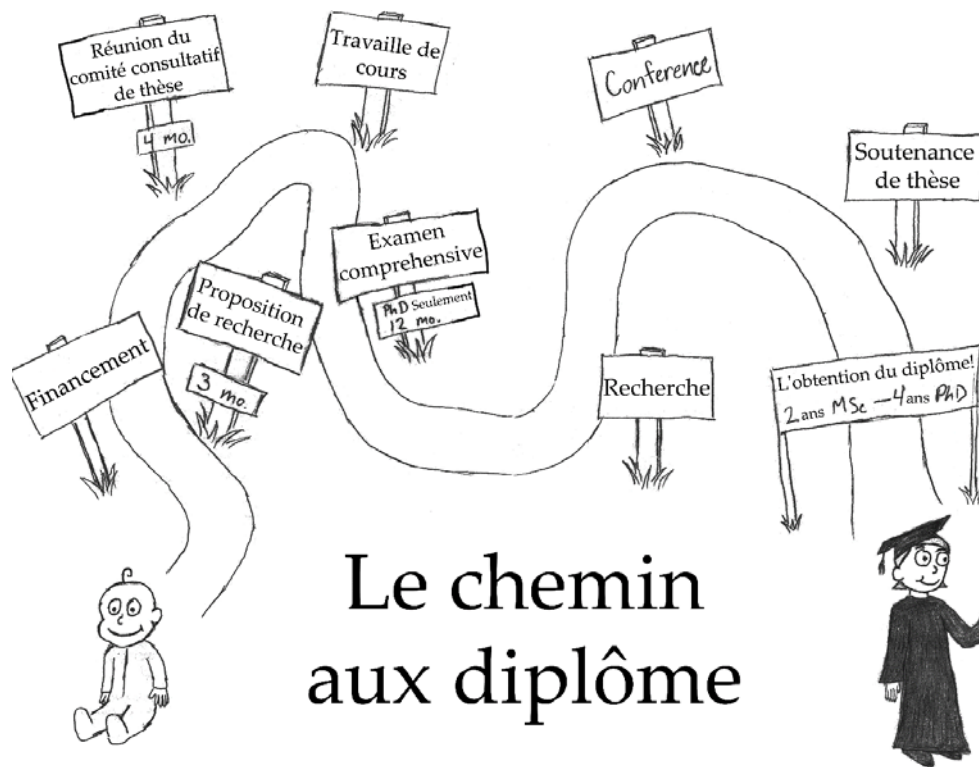 Réunion du
comité consultatif
de thèse
4 mo.
Travaille de
cours
Conference
Soutenance
de thèse
Examen
comprehensive
PhD Seulement
12 mo.
Proposition
de recherche
3 mo.
Financement
Recherche
L'obtention du diplôme!
2 ans MSc – 4 ans PhD
Le chemin
aux diplôme